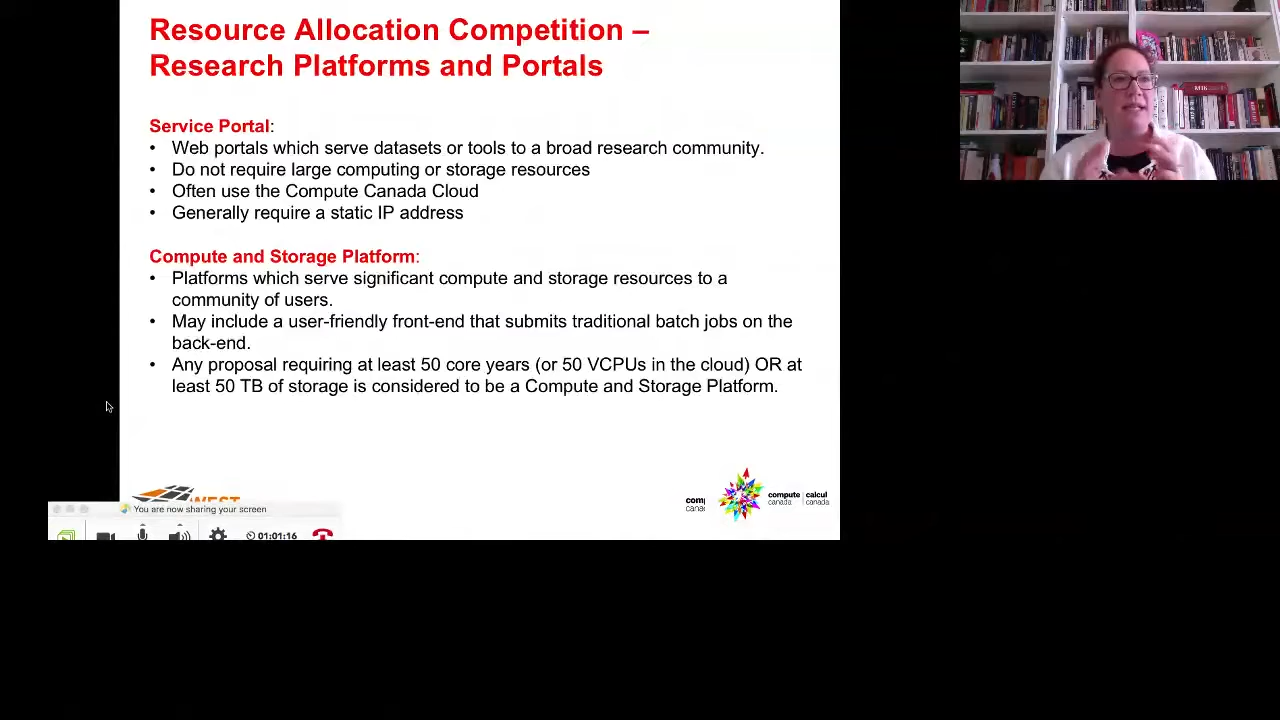 Resource Allocation Competition –
Research Platforms and Portals
Service Portal:
• Web portals which serve datasets or tools to a broad research community.
• Do not require large computing or storage resources
• Often use the Compute Canada Cloud
• Generally require a static IP address
Compute and Storage Platform:
• Platforms which serve significant compute and storage resources to a
community of users.
• May include a user-friendly front-end that submits traditional batch jobs on the
back-end.
• Any proposal requiring at least 50 core years (or 50 VCPUs in the cloud) OR at
least 50 TB of storage is considered to be a Compute and Storage Platform.
WEST
You are now sharing your screen
01:01:16
compute calcul
canada canada